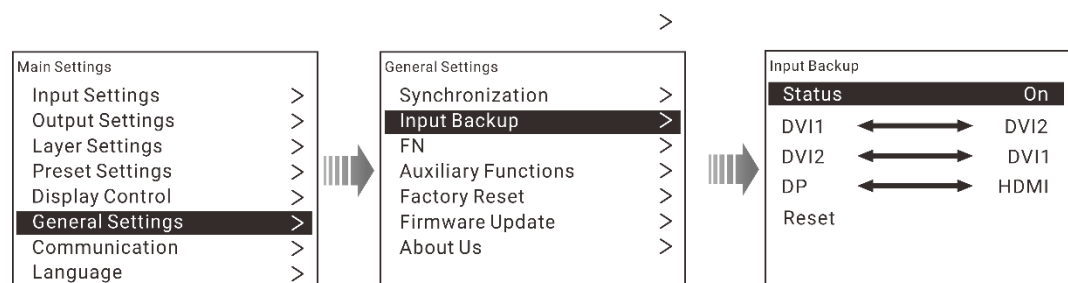 >
Main Settings
Input Settings >
Output Settings >
Layer Settings >
Preset Settings >
Display Control >
General Settings >
Communication >
Language >
General Settings
Synchronization >
Input Backup >
FN >
Auxiliary Functions >
Factory Reset >
Firmware Update >
About Us >
Input Backup
Status On
DVI1 DVI2
DVI2 DVI1
DP HDMI
Reset